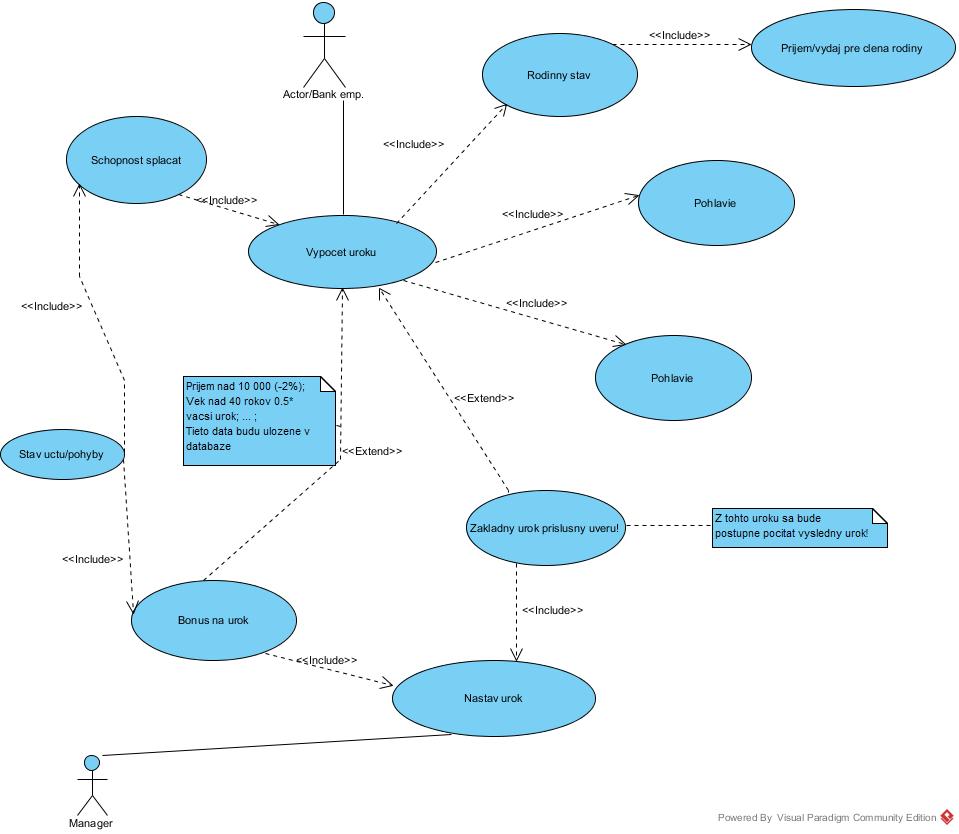 <<Include>>
Prijem/vydaj pre clena rodiny
Rodinny stav
Actor/Bank emp.
<<Include>>
Schopnost splacat
<<Include>>
Pohlavie
<<Include>>
Vypocet uroku
<<Include>>
<<Include>>
Pohlavie
Prijem nad 10 000 (-2%);
Vek nad 40 rokov 0.5*
vacsi urok; ... ;
Tieto data budu ulozene v
databaze
<<Extend>>
<<Extend>>
Stav uctu/pohyby
Z tohto uroku sa bude
postupne pocitat vysledny urok!
Zakladny urok prislusny uveru!
<<Include>>
<<Include>>
Bonus na urok
<<Include>>
Nastav urok
Manager
Powered By Visual Paradigm Community Edition